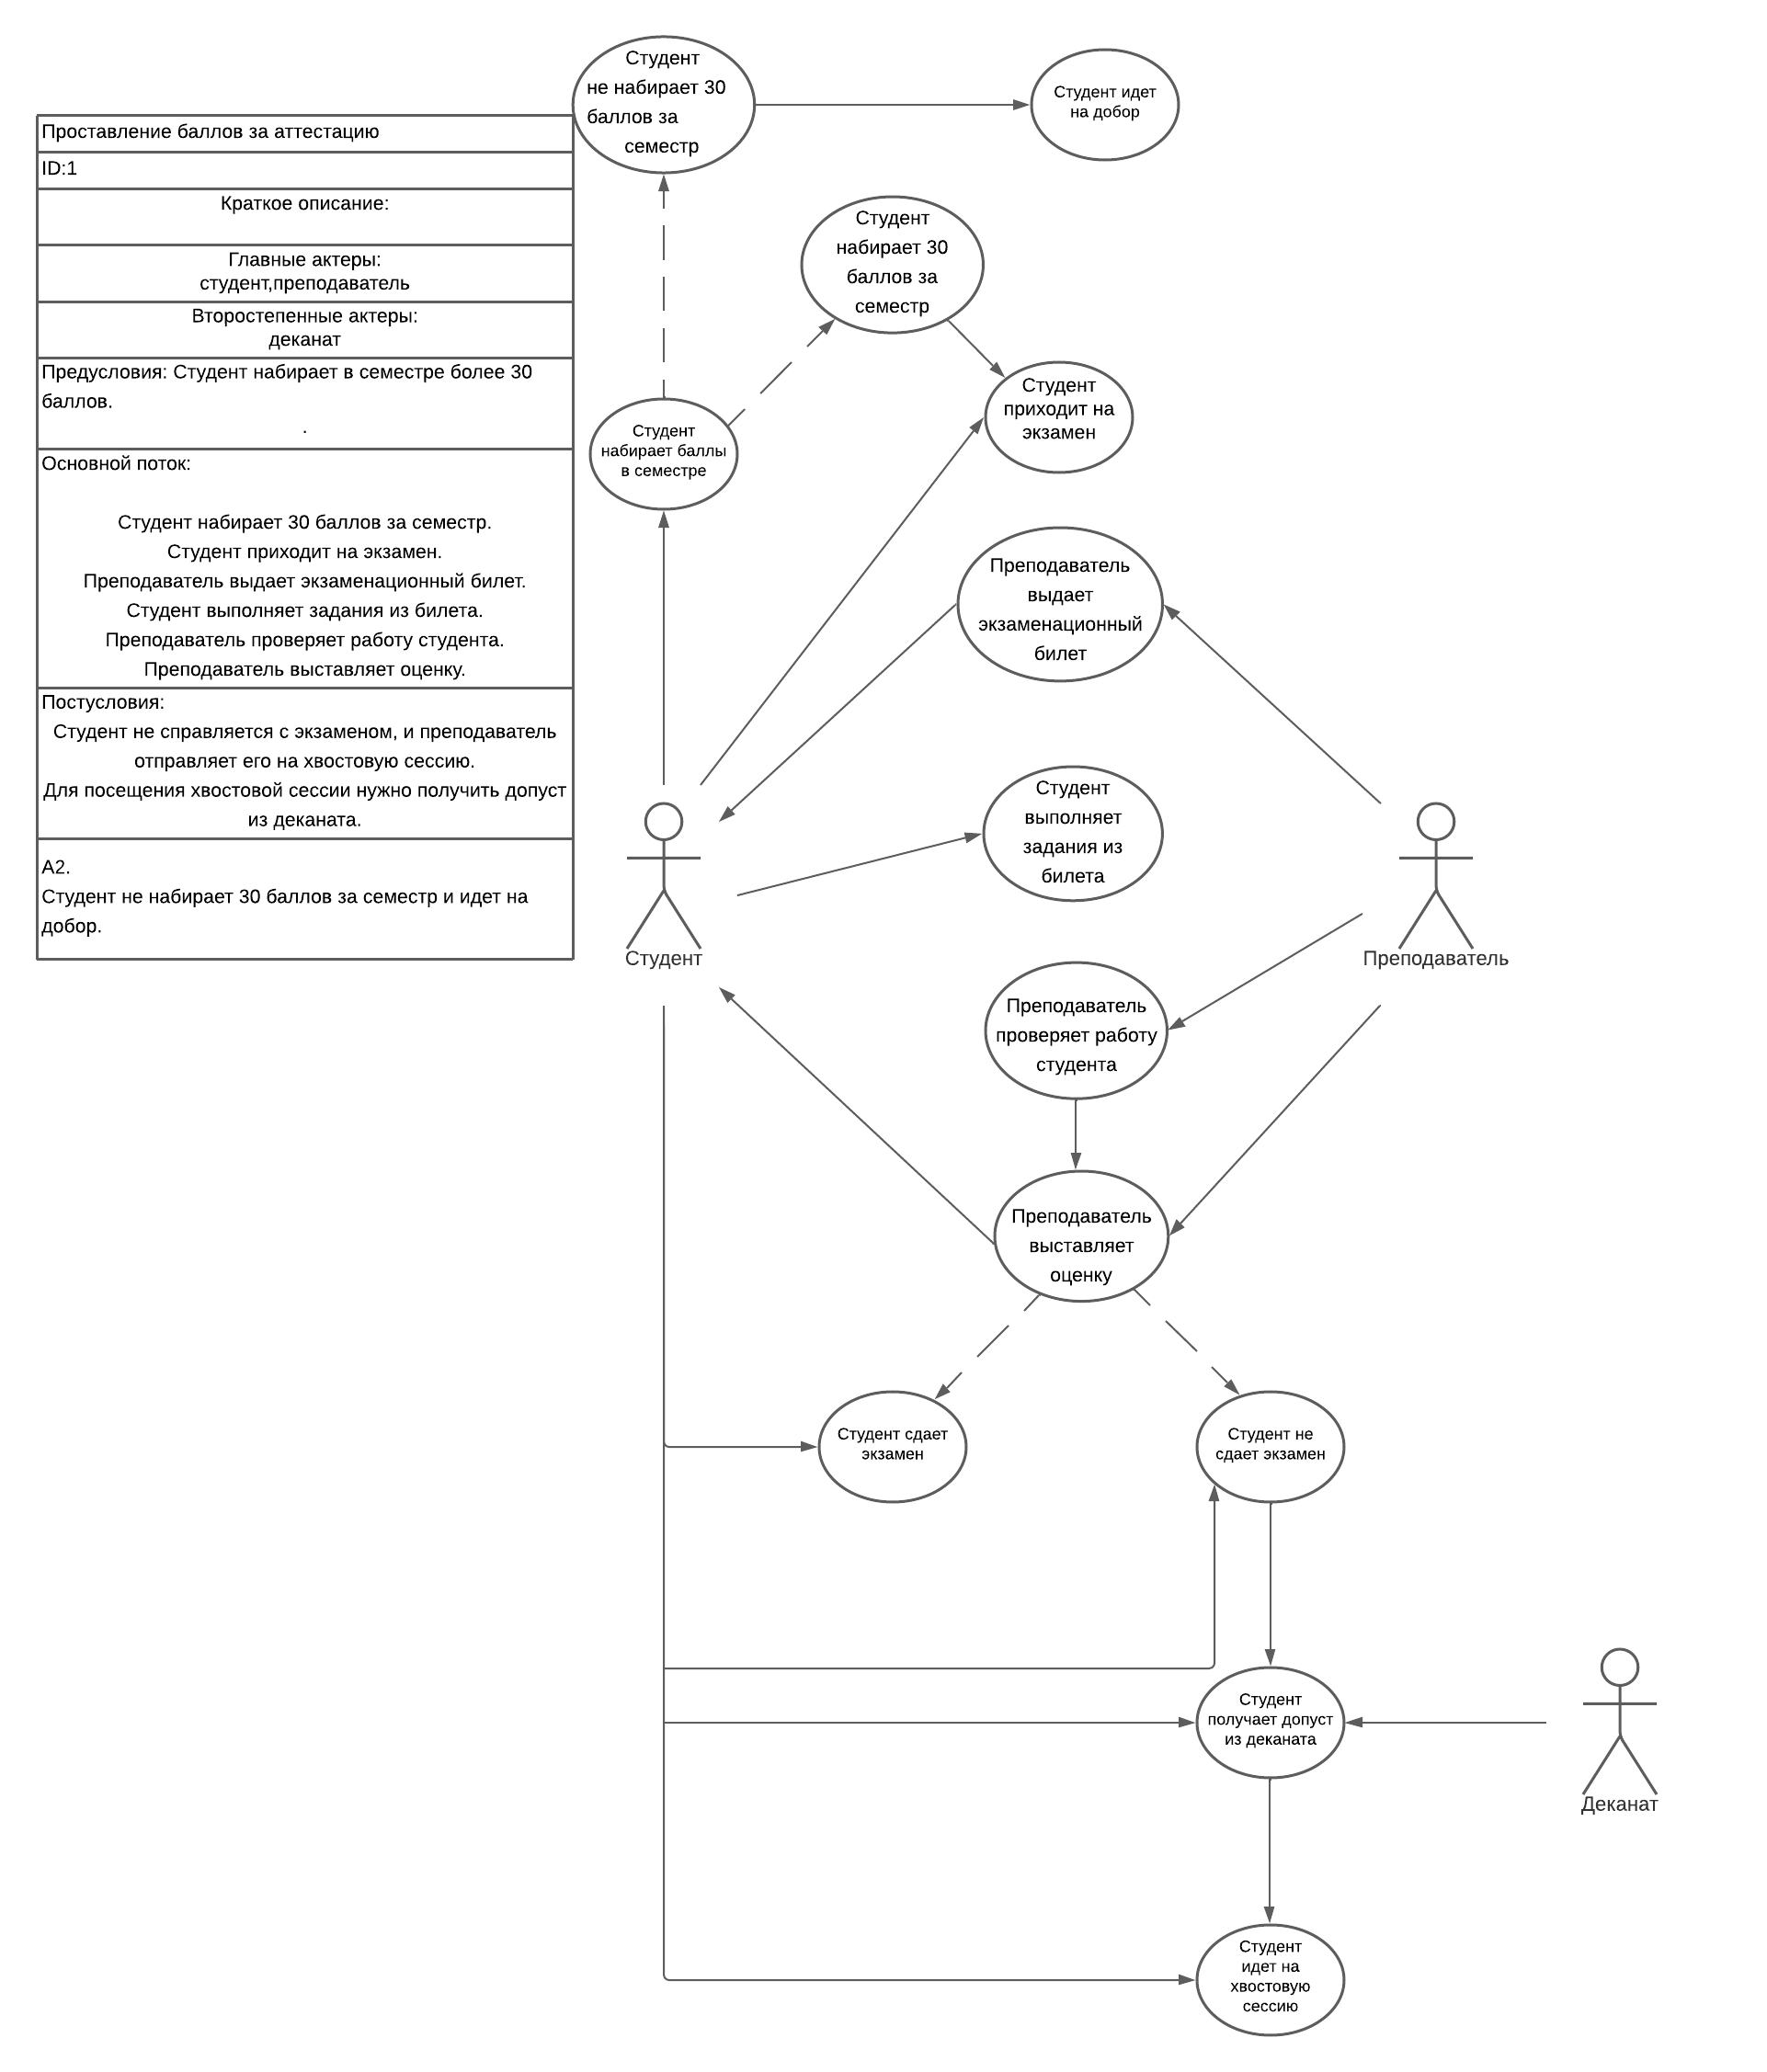 Проставление баллов за аттестацию
ID:1
Краткое описание:
Главные актеры:
студент,преподаватель
Второстепенные актеры:
деканат
Предусловия: Студент набирает в семестре более 30
баллов.
.
Основной поток:
Студент набирает 30 баллов за семестр.
Студент приходит на экзамен.
Преподаватель выдает экзаменационный билет.
Студент выполняет задания из билета.
Преподаватель проверяет работу студента.
Преподаватель выставляет оценку.
Постусловия:
Студент не справляется с экзаменом, и преподаватель
отправляет его на хвостовую сессию.
Для посещения хвостовой сессии нужно получить допуст
из деканата.
А2.
Студент не набирает 30 баллов за семестр и идет на
добор.
Студент
не набирает 30
баллов за
семестр
Студент идет
на добор
Студент
набирает 30
баллов за
семестр
Студент
приходит на
экзамен
Студент
набирает баллы
в семестре
Преподаватель
выдает
экзаменационный
билет
Студент
выполняет
задания из
билета
Студент
Преподаватель
Преподаватель
проверяет работу
студента
Преподаватель
выставляет
оценку
Студент сдает
экзамен
Студент не
сдает экзамен
Студент
получает допуст
из деканата
Деканат
Студент
идет на
хвостовую
сессию